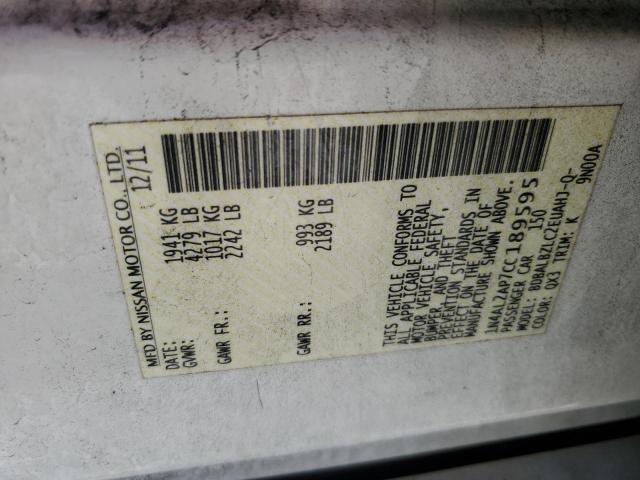 MFD BY NISSAN MOTOR CO., LTD.
DATE: 12/11
GVWR: 1941 KG
4279 LB
GAWR FR.: 1017 KG
2242 LB
GAWR RR.: 993 KG
2189 LB
THIS VEHICLE CONFORMS TO
ALL APPLICABLE FEDERAL
MOTOR VEHICLE SAFETY,
BUMPER, AND THEFT
PREVENTION STANDARDS IN
EFFECT ON THE DATE OF
MANUFACTURE SHOWN ABOVE.
1N4AL2AP7CC189595
PASSENGER CAR 150
MODEL: BDBALBZLC2EUAHJ-Q-
COLOR: QX3 TRIM: K 9N00A